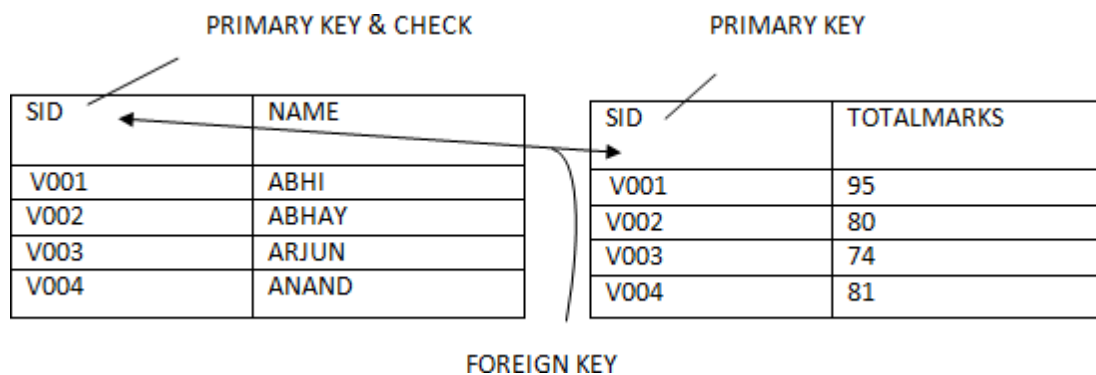 PRIMARY KEY & CHECK
PRIMARY KEY
SID NAME
V001 ABHI
V002 ABHAY
V003 ARJUN
V004 ANAND
SID TOTALMARKS
V001 95
V002 80
V003 74
V004 81
FOREIGN KEY